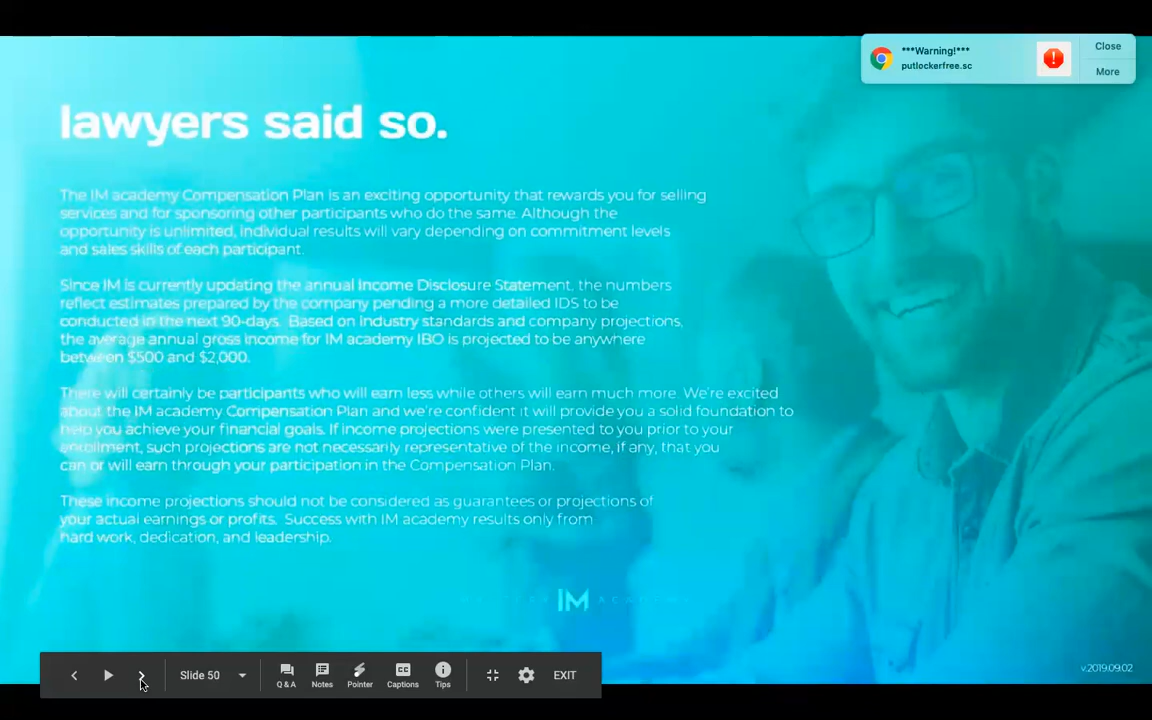 ***Warning!***
putlockerfree.sc
Close
More
lawyers said so.
The IM academy Compensation Plan is an exciting opportunity that rewards you for selling
services and for sponsoring other participants who do the same. Although the
opportunity is unlimited, individual results will vary depending on commitment levels
and sales skills of each participant.
Since IM is currently updating the annual Income Disclosure Statement, the numbers
reflect estimates prepared by the company pending a more detailed IDS to be
conducted in the next 90-days. Based on industry standards and company projections,
the average annual gross income for IM academy IBO is projected to be anywhere
between $500 and $2,000.
There will certainly be participants who will earn less while others will earn much more. We're excited
about the IM academy Compensation Plan and we're confident it will provide you a solid foundation to
help you achieve your financial goals. If income projections were presented to you prior to your
enrollment, such projections are not necessarily representative of the income, if any, that you
can or will earn through your participation in the Compensation Plan.
These income projections should not be considered as guarantees or projections of
your actual earnings or profits. Success with IM academy results only from
hard work, dedication, and leadership.
IM ACADEMY
v.2019.09.02
Slide 50
Q & A
Notes
Pointer
CC
Captions
Tips
EXIT